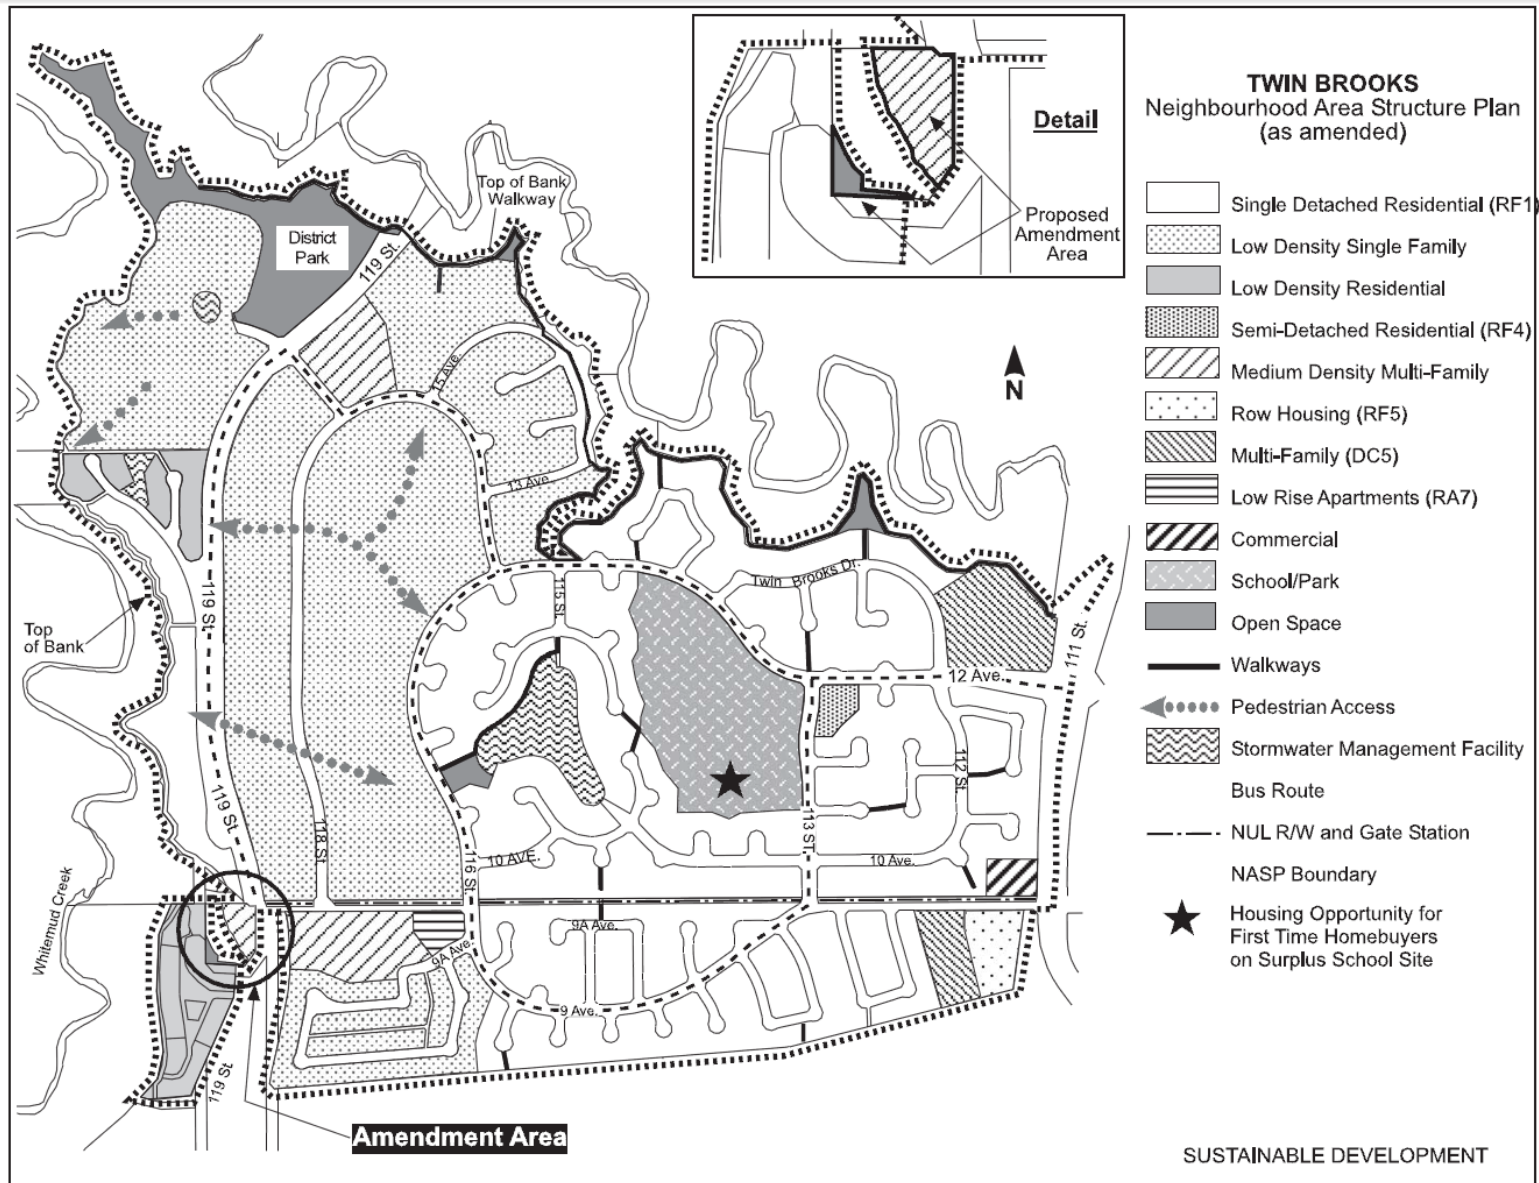 TWIN BROOKS
Neighbourhood Area Structure Plan
(as amended)
Single Detached Residential (RF1)
Low Density Single Family
Low Density Residential
Semi-Detached Residential (RF4)
Medium Density Multi-Family
Row Housing (RF5)
Multi-Family (DC5)
Low Rise Apartments (RA7)
Commercial
School/Park
Open Space
Walkways
Pedestrian Access
Stormwater Management Facility
Bus Route
NUL R/W and Gate Station
NASP Boundary
Housing Opportunity for
First Time Homebuyers
on Surplus School Site
SUSTAINABLE DEVELOPMENT
Detail
Proposed
Amendment
Area
N
Top of Bank
Walkway
District
Park
119 St.
15 Ave.
13 Ave.
Twin Brooks Dr.
115 St.
119 St.
Top
of Bank
111 St.
12 Ave.
112 St.
119 St.
118 St.
113 ST.
10 AVE.
10 Ave.
116 St.
Whitemud Creek
9A Ave.
9A Ave.
9 Ave.
119 St
Amendment Area